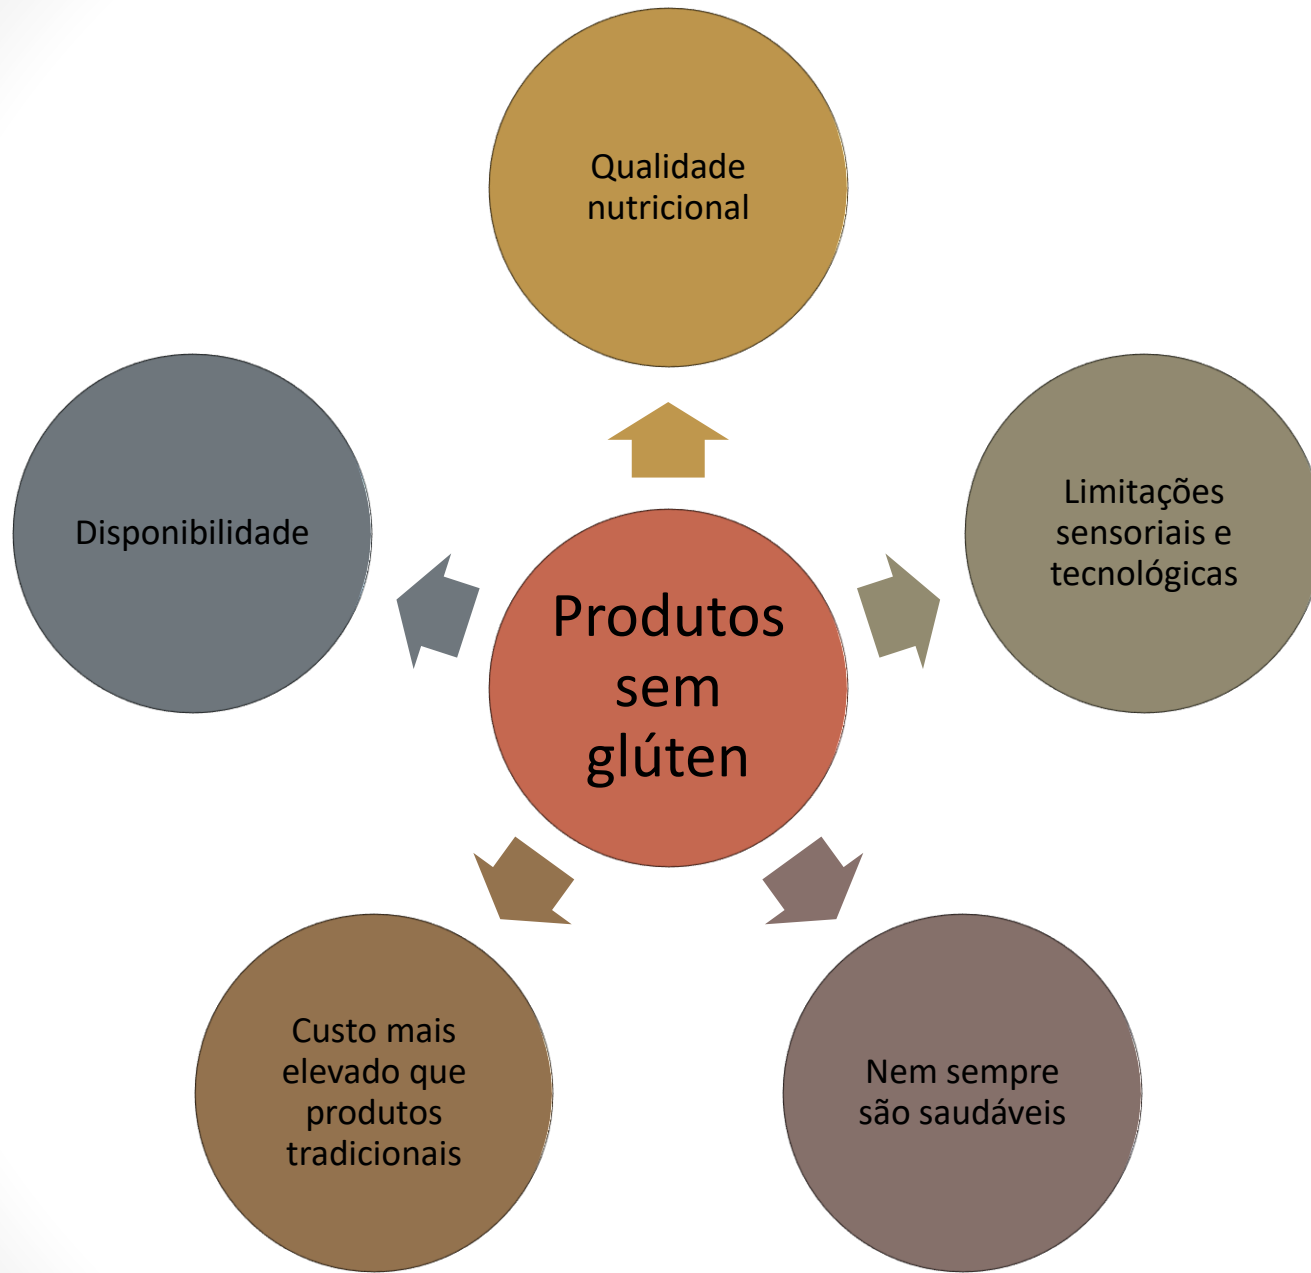 Qualidade
nutricional
Limitações
sensoriais e
tecnológicas
Disponibilidade
Produtos
sem
glúten
Custo mais
elevado que
produtos
tradicionais
Nem sempre
são saudáveis